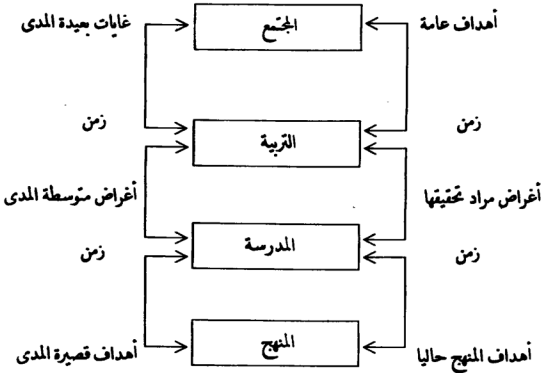 أهداف عامة
المجتمع
غايات بعيدة المدى
زمن
التربية
زمن
أغراض مراد تحقيقها
أغراض متوسطة المدى
زمن
المدرسة
زمن
أهداف المنهج حاليا
المنهج
أهداف قصيرة المدى